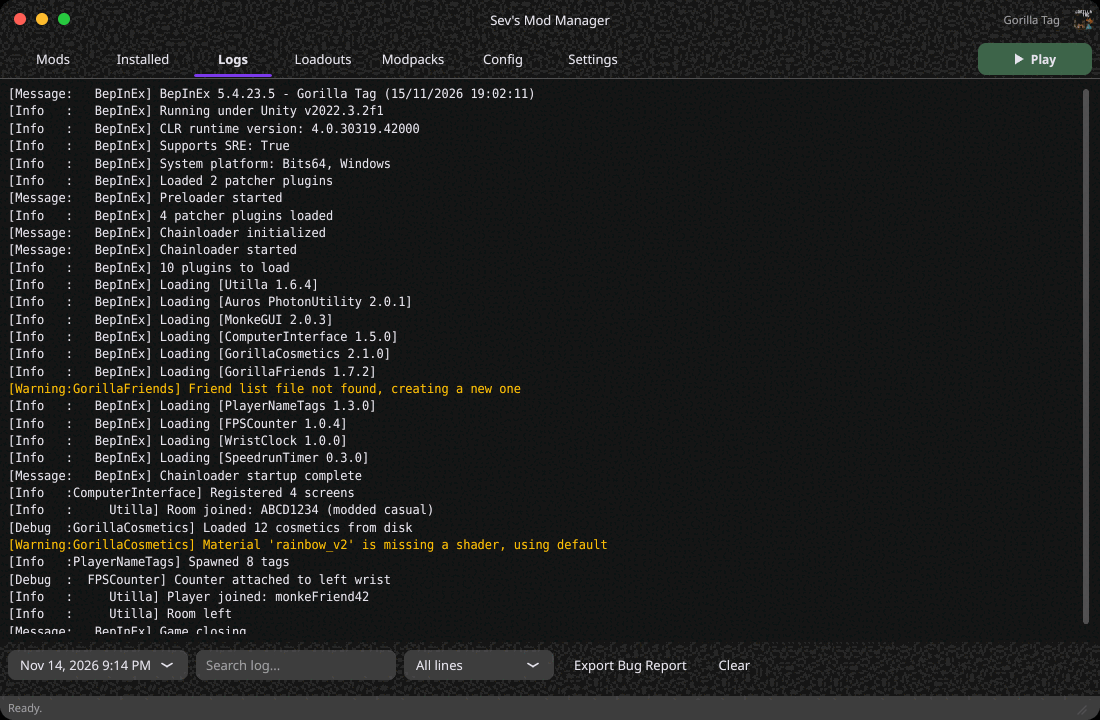 Sev's Mod Manager
Gorilla Tag
Mods Installed Logs Loadouts Modpacks Config Settings Play
[Message:   BepInEx] BepInEx 5.4.23.5 - Gorilla Tag (15/11/2026 19:02:11)
[Info   :   BepInEx] Running under Unity v2022.3.2f1
[Info   :   BepInEx] CLR runtime version: 4.0.30319.42000
[Info   :   BepInEx] Supports SRE: True
[Info   :   BepInEx] System platform: Bits64, Windows
[Info   :   BepInEx] Loaded 2 patcher plugins
[Message:   BepInEx] Preloader started
[Info   :   BepInEx] 4 patcher plugins loaded
[Message:   BepInEx] Chainloader initialized
[Message:   BepInEx] Chainloader started
[Info   :   BepInEx] 10 plugins to load
[Info   :   BepInEx] Loading [Utilla 1.6.4]
[Info   :   BepInEx] Loading [Auros PhotonUtility 2.0.1]
[Info   :   BepInEx] Loading [MonkeGUI 2.0.3]
[Info   :   BepInEx] Loading [ComputerInterface 1.5.0]
[Info   :   BepInEx] Loading [GorillaCosmetics 2.1.0]
[Info   :   BepInEx] Loading [GorillaFriends 1.7.2]
[Warning:GorillaFriends] Friend list file not found, creating a new one
[Info   :   BepInEx] Loading [PlayerNameTags 1.3.0]
[Info   :   BepInEx] Loading [FPSCounter 1.0.4]
[Info   :   BepInEx] Loading [WristClock 1.0.0]
[Info   :   BepInEx] Loading [SpeedrunTimer 0.3.0]
[Message:   BepInEx] Chainloader startup complete
[Info   :ComputerInterface] Registered 4 screens
[Info   :     Utilla] Room joined: ABCD1234 (modded casual)
[Debug  :GorillaCosmetics] Loaded 12 cosmetics from disk
[Warning:GorillaCosmetics] Material 'rainbow_v2' is missing a shader, using default
[Info   :PlayerNameTags] Spawned 8 tags
[Debug  :  FPSCounter] Counter attached to left wrist
[Info   :     Utilla] Player joined: monkeFriend42
[Info   :     Utilla] Room left
[Message:   BepInEx] Game closing
Nov 14, 2026 9:14 PM Search log... All lines Export Bug Report Clear
Ready.